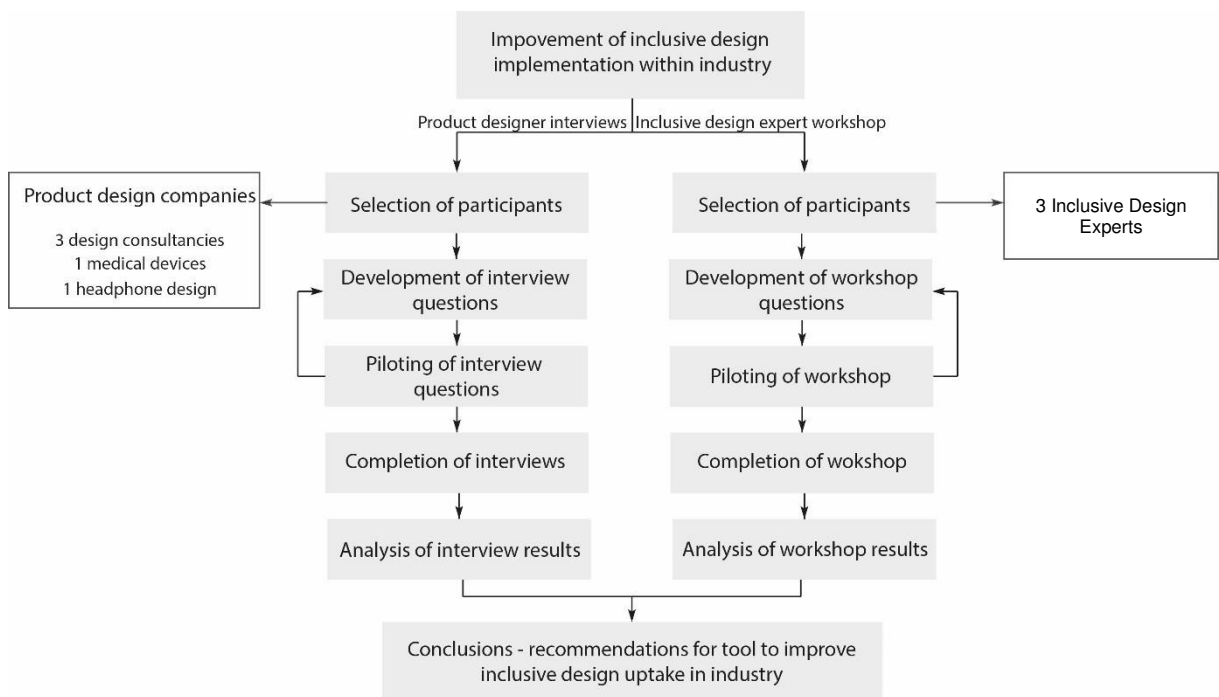 Impovement of inclusive design
implementation within industry
Product designer interviews
Inclusive design expert workshop
Product design companies
3 design consultancies
1 medical devices
1 headphone design
Selection of participants
Selection of participants
3 Inclusive Design
Experts
Development of interview
questions
Development of workshop
questions
Piloting of interview
questions
Piloting of workshop
Completion of interviews
Completion of wokshop
Analysis of interview results
Analysis of workshop results
Conclusions - recommendations for tool to improve
inclusive design uptake in industry